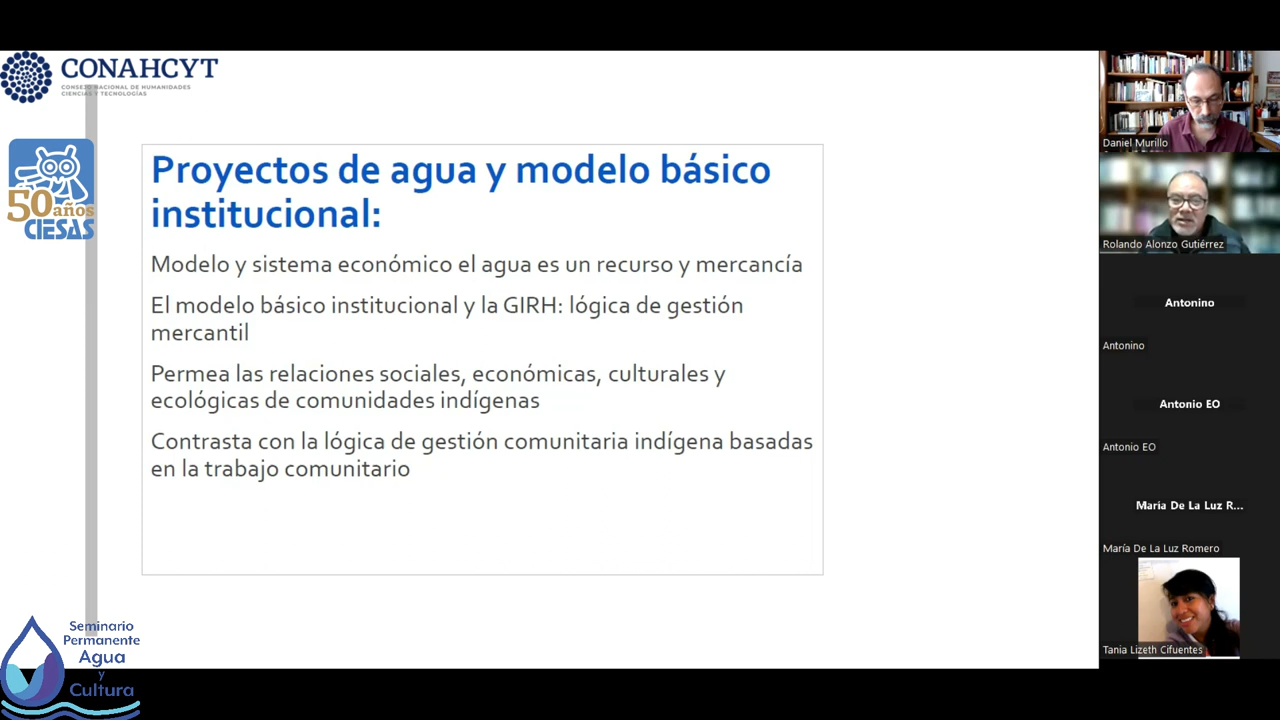 CONAHCYT
CONSEJO NACIONAL DE HUMANIDADES
CIENCIAS Y TECNOLOGÍAS
50 años
CIESAS
Proyectos de agua y modelo básico
institucional:
Modelo y sistema económico el agua es un recurso y mercancía
El modelo básico institucional y la GIRH: lógica de gestión
mercantil
Permea las relaciones sociales, económicas, culturales y
ecológicas de comunidades indígenas
Contrasta con la lógica de gestión comunitaria indígena basadas
en la trabajo comunitario
Seminario
Permanente
Agua
y
Cultura
Daniel Murillo
Rolando Alonzo Gutiérrez
Antonino
Antonino
Antonio EO
Antonio EO
Maria De La Luz R...
María De La Luz Romero
Tania Lizeth Cifuentes